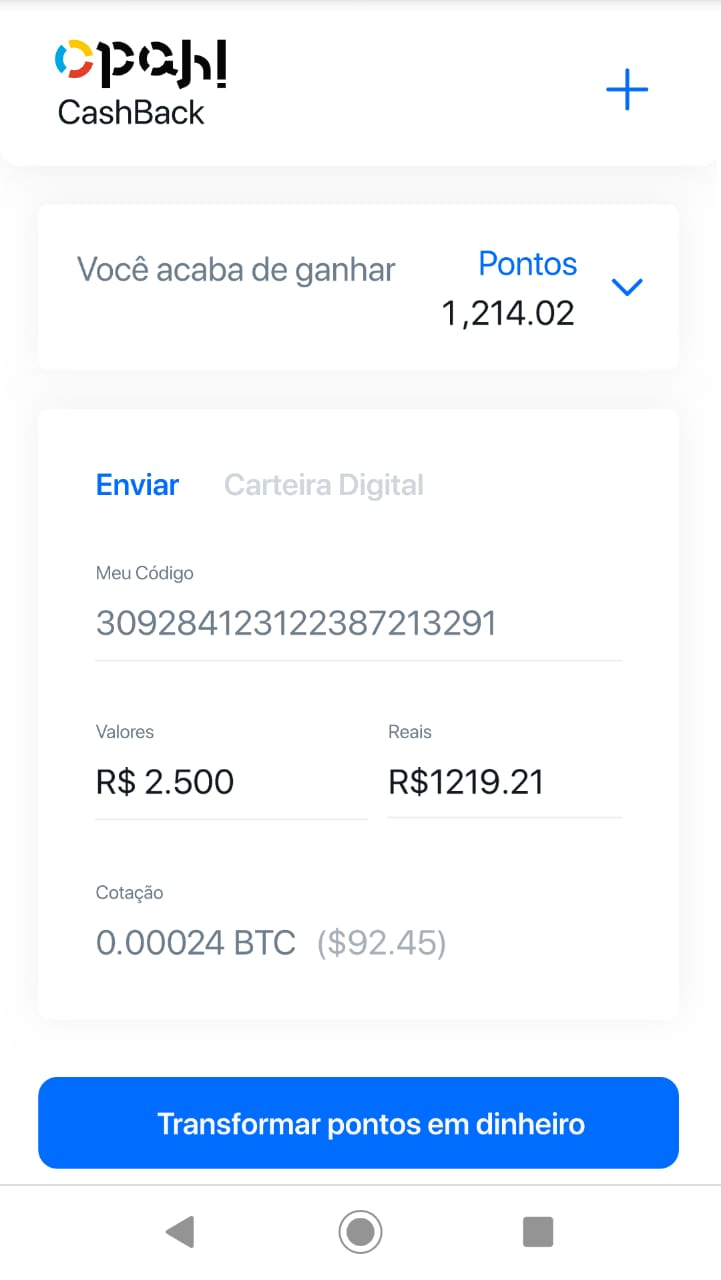 opah!
CashBack
Você acaba de ganhar
Pontos
1,214.02
Enviar Carteira Digital
Meu Código
309284123122387213291
Valores Reais
R$ 2.500 R$1219.21
Cotação
0.00024 BTC ($92.45)
Transformar pontos em dinheiro